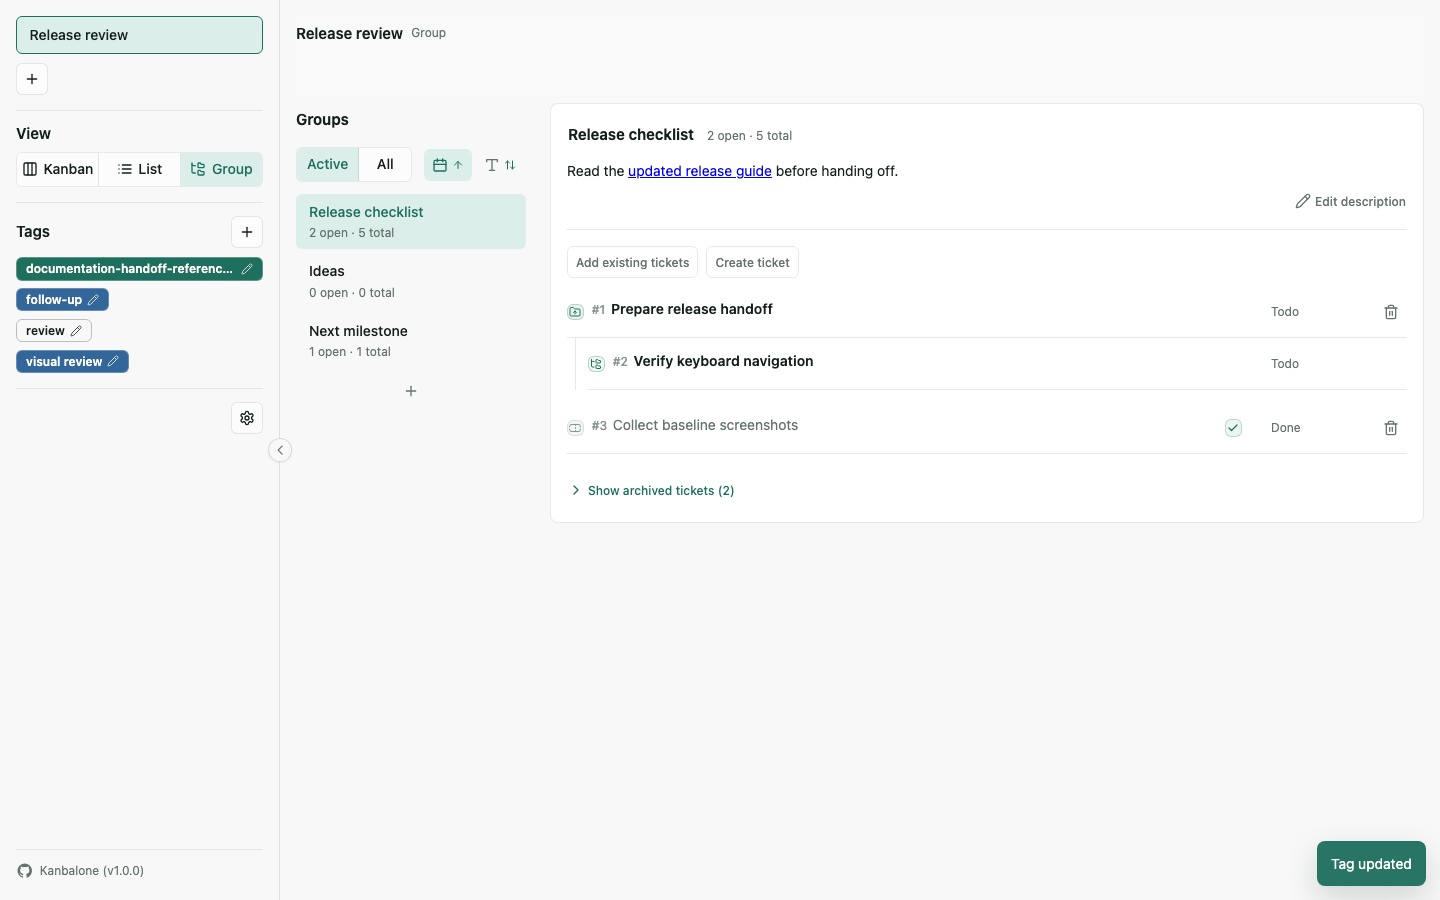 Release review
View
Kanban
List
Group
Tags
documentation-handoff-referenc...
follow-up
review
visual review
Kanbalone (v1.0.0)
Release review Group
Groups
Active
All
Release checklist
2 open · 5 total
Ideas
0 open · 0 total
Next milestone
1 open · 1 total
Release checklist 2 open · 5 total
Read the updated release guide before handing off.
Edit description
Add existing tickets
Create ticket
#1 Prepare release handoff Todo
#2 Verify keyboard navigation Todo
#3 Collect baseline screenshots Done
Show archived tickets (2)
Tag updated